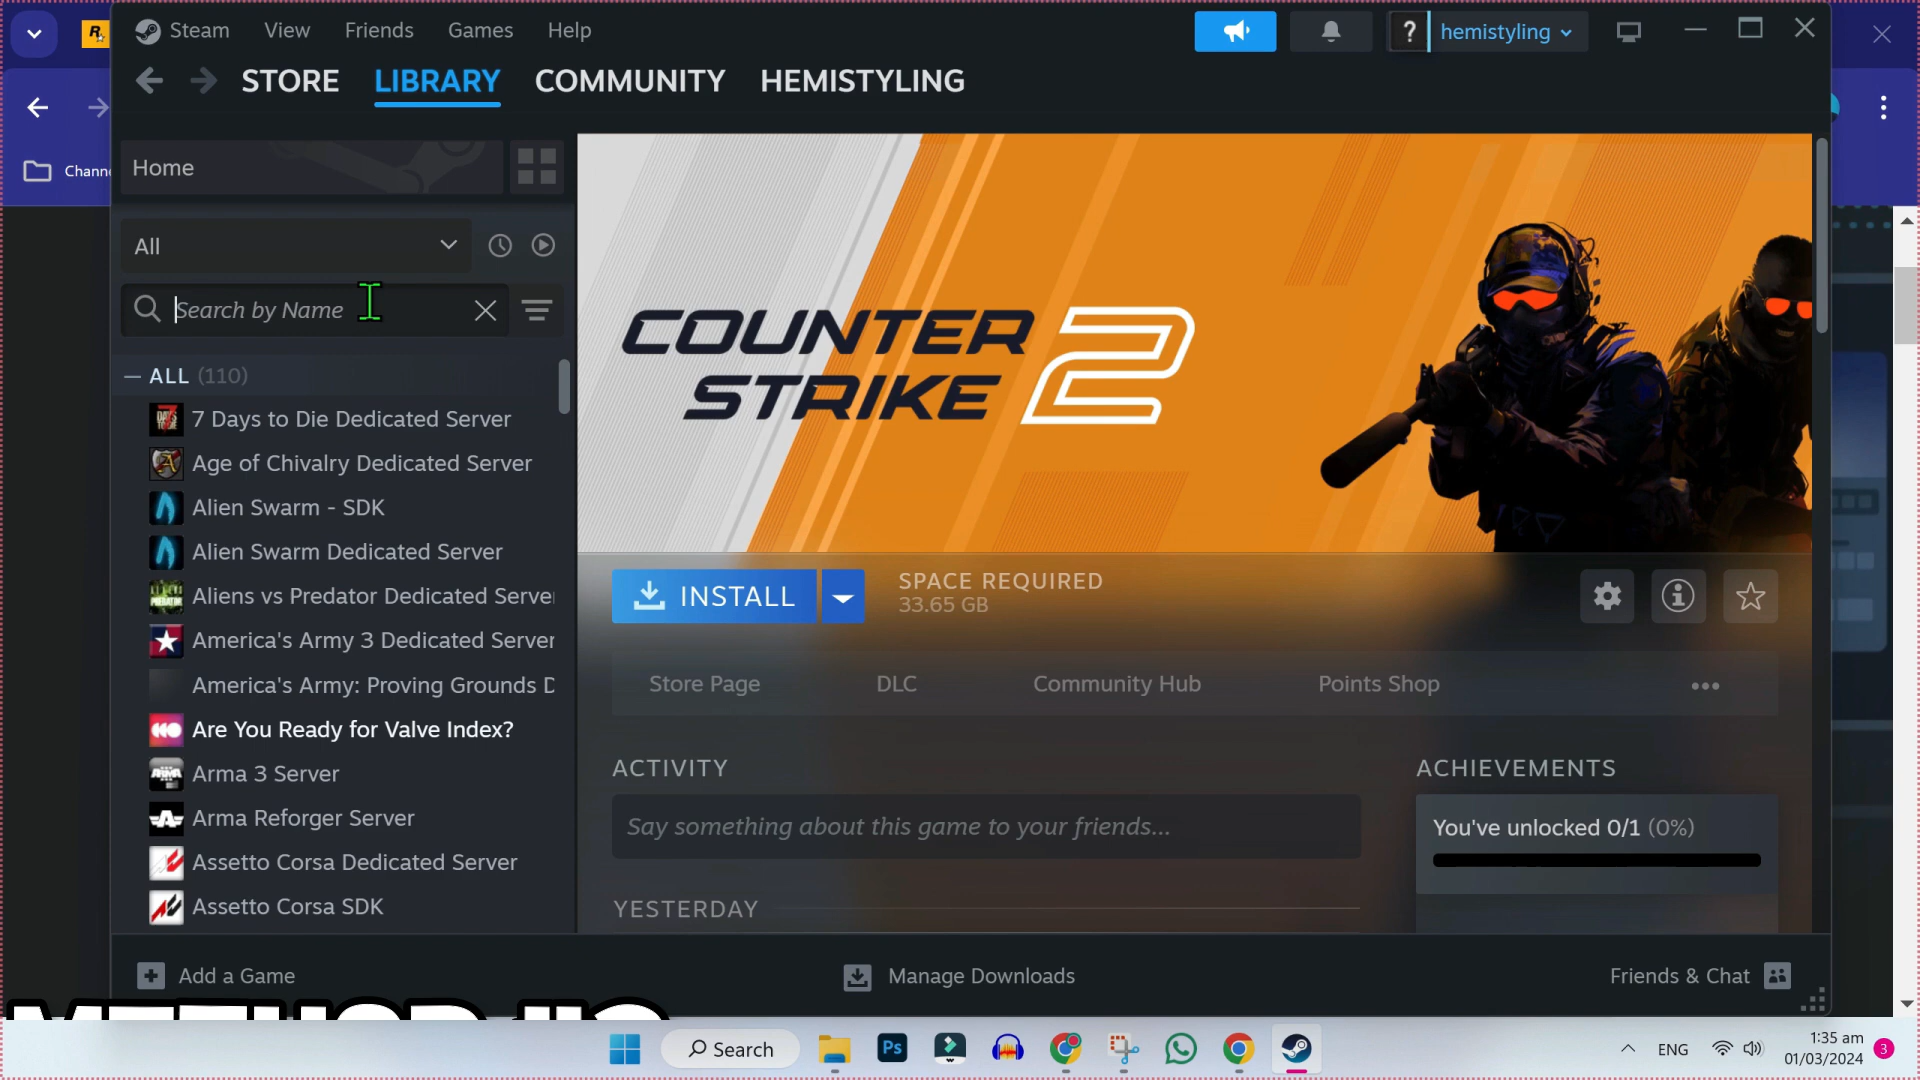 Steam View Friends Games Help
hemistyling
STORE LIBRARY COMMUNITY HEMISTYLING
Chann
Home
All
Search by Name
ALL (110)
7 Days to Die Dedicated Server
Age of Chivalry Dedicated Server
Alien Swarm - SDK
Alien Swarm Dedicated Server
Aliens vs Predator Dedicated Server
America's Army 3 Dedicated Server
America's Army: Proving Grounds D
Are You Ready for Valve Index?
Arma 3 Server
Arma Reforger Server
Assetto Corsa Dedicated Server
Assetto Corsa SDK
COUNTER
STRIKE 2
INSTALL
SPACE REQUIRED
33.65 GB
Store Page DLC Community Hub Points Shop
ACTIVITY
Say something about this game to your friends...
YESTERDAY
ACHIEVEMENTS
You've unlocked 0/1 (0%)
Add a Game
Manage Downloads
Friends & Chat
Search
Ps
ENG
1:35 am
01/03/2024
3